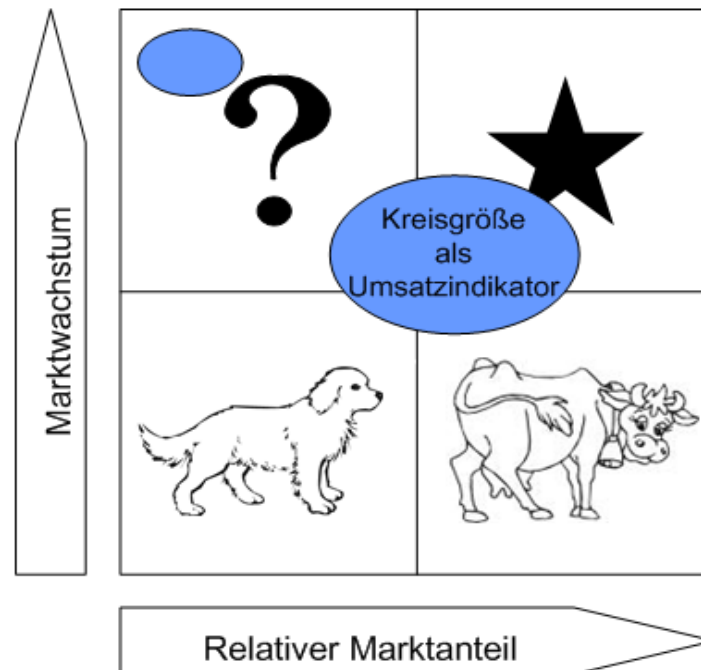 ?
Kreisgröße
als
Umsatzindikator
Marktwachstum
Relativer Marktanteil